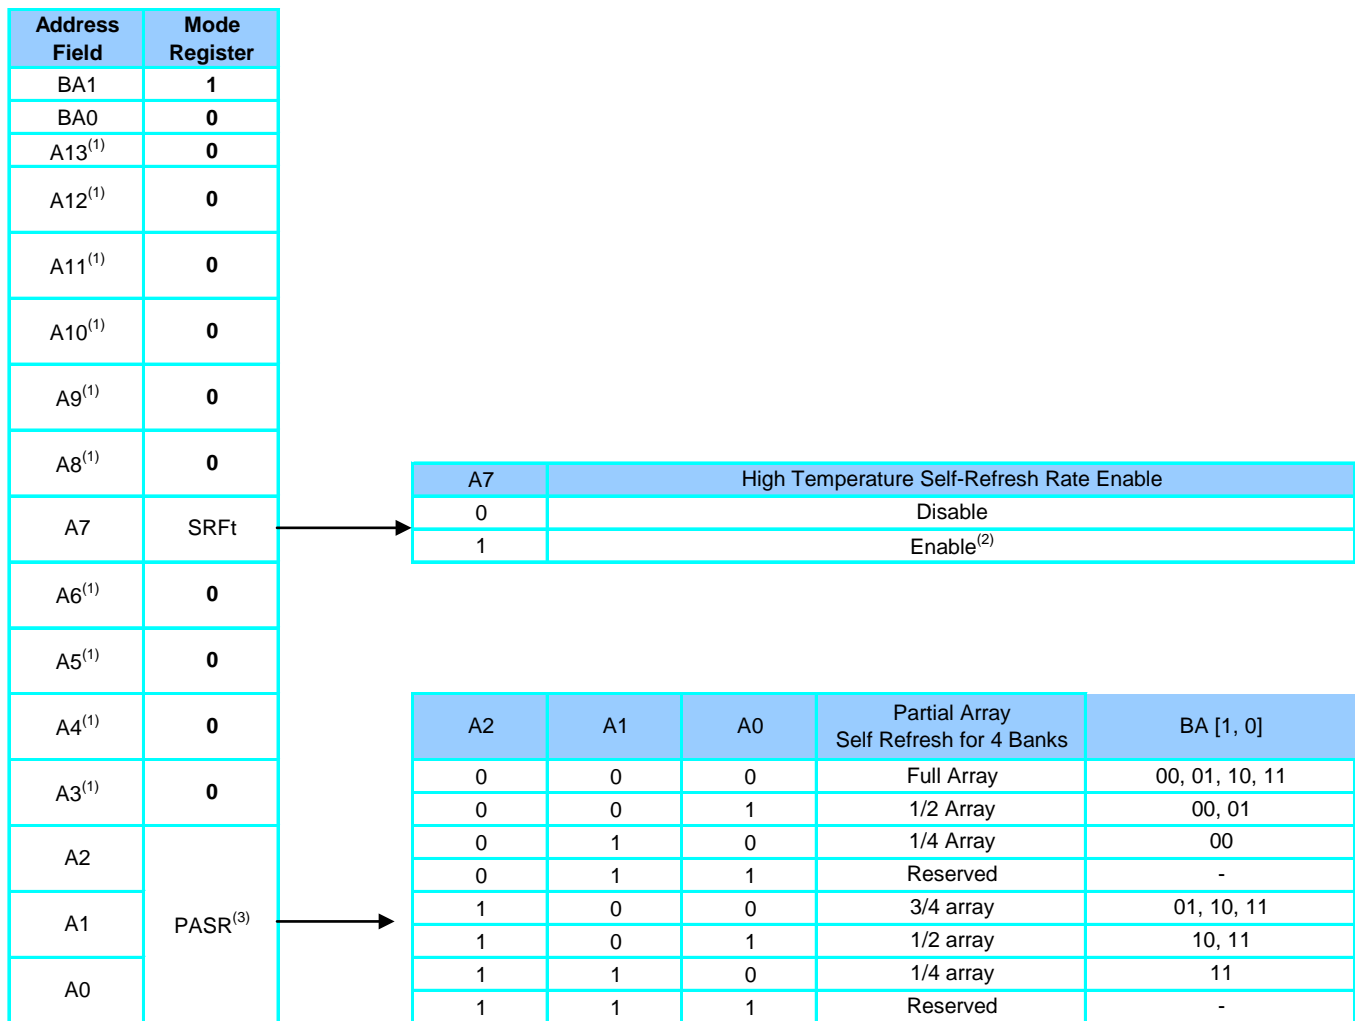 Address Field Mode Register
BA1 1
BA0 0
A13(1) 0
A12(1) 0
A11(1) 0
A10(1) 0
A9(1) 0
A8(1) 0
A7 SRFt
A6(1) 0
A5(1) 0
A4(1) 0
A3(1) 0
A2
A1 PASR(3)
A0
A7 High Temperature Self-Refresh Rate Enable
0 Disable
1 Enable(2)
A2 A1 A0 Partial Array Self Refresh for 4 Banks BA [1, 0]
0 0 0 Full Array 00, 01, 10, 11
0 0 1 1/2 Array 00, 01
0 1 0 1/4 Array 00
0 1 1 Reserved -
1 0 0 3/4 array 01, 10, 11
1 0 1 1/2 array 10, 11
1 1 0 1/4 array 11
1 1 1 Reserved -